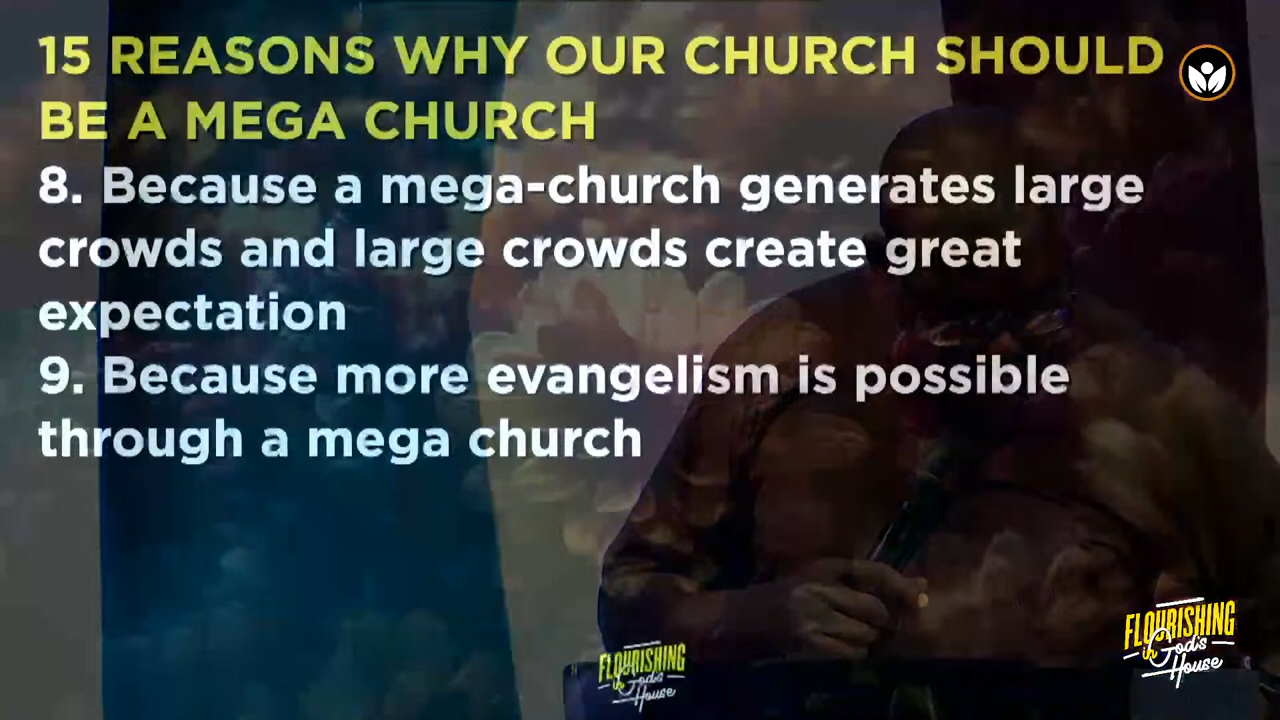 15 REASONS WHY OUR CHURCH SHOULD
BE A MEGA CHURCH
8. Because a mega-church generates large
crowds and large crowds create great
expectation
9. Because more evangelism is possible
through a mega church
FLOURISHING
in God's
House
FLOURISHING
in God's
House